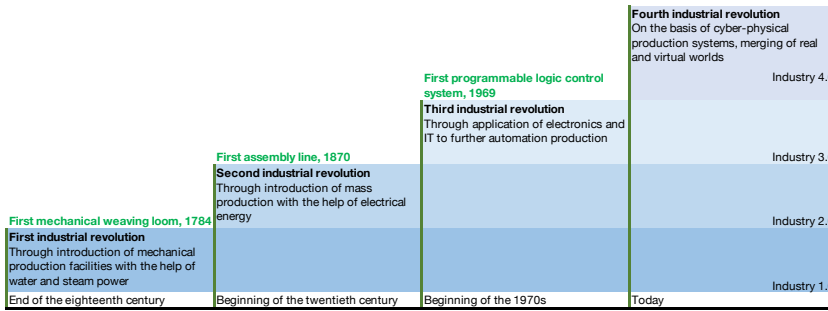 Fourth industrial revolution
On the basis of cyber-physical
production systems, merging of real
and virtual worlds
Industry 4.
First programmable logic control
system, 1969
Third industrial revolution
Through application of electronics and
IT to further automation production
Industry 3.
First assembly line, 1870
Second industrial revolution
Through introduction of mass
production with the help of electrical
energy
Industry 2.
First mechanical weaving loom, 1784
First industrial revolution
Through introduction of mechanical
production facilities with the help of
water and steam power
Industry 1.
End of the eighteenth century
Beginning of the twentieth century
Beginning of the 1970s
Today